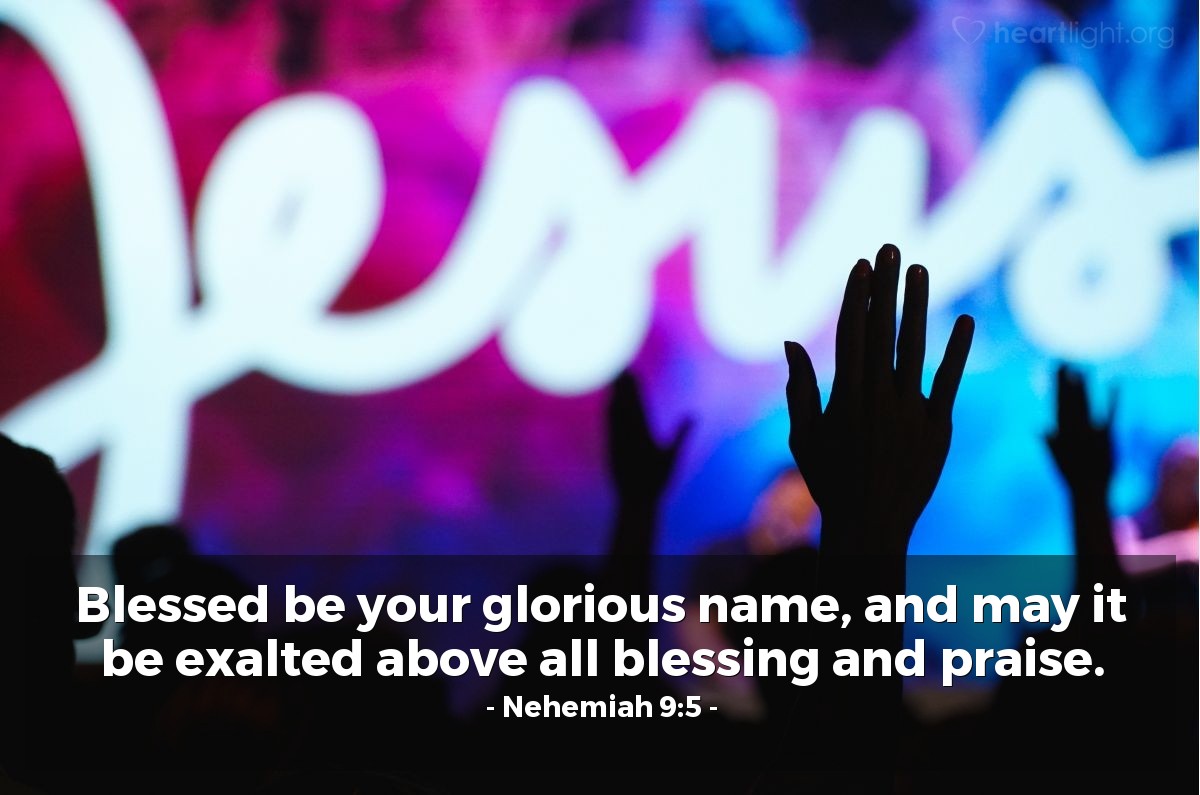 heartlight.org
Jesus
Blessed be your glorious name, and may it
be exalted above all blessing and praise.
- Nehemiah 9:5 -